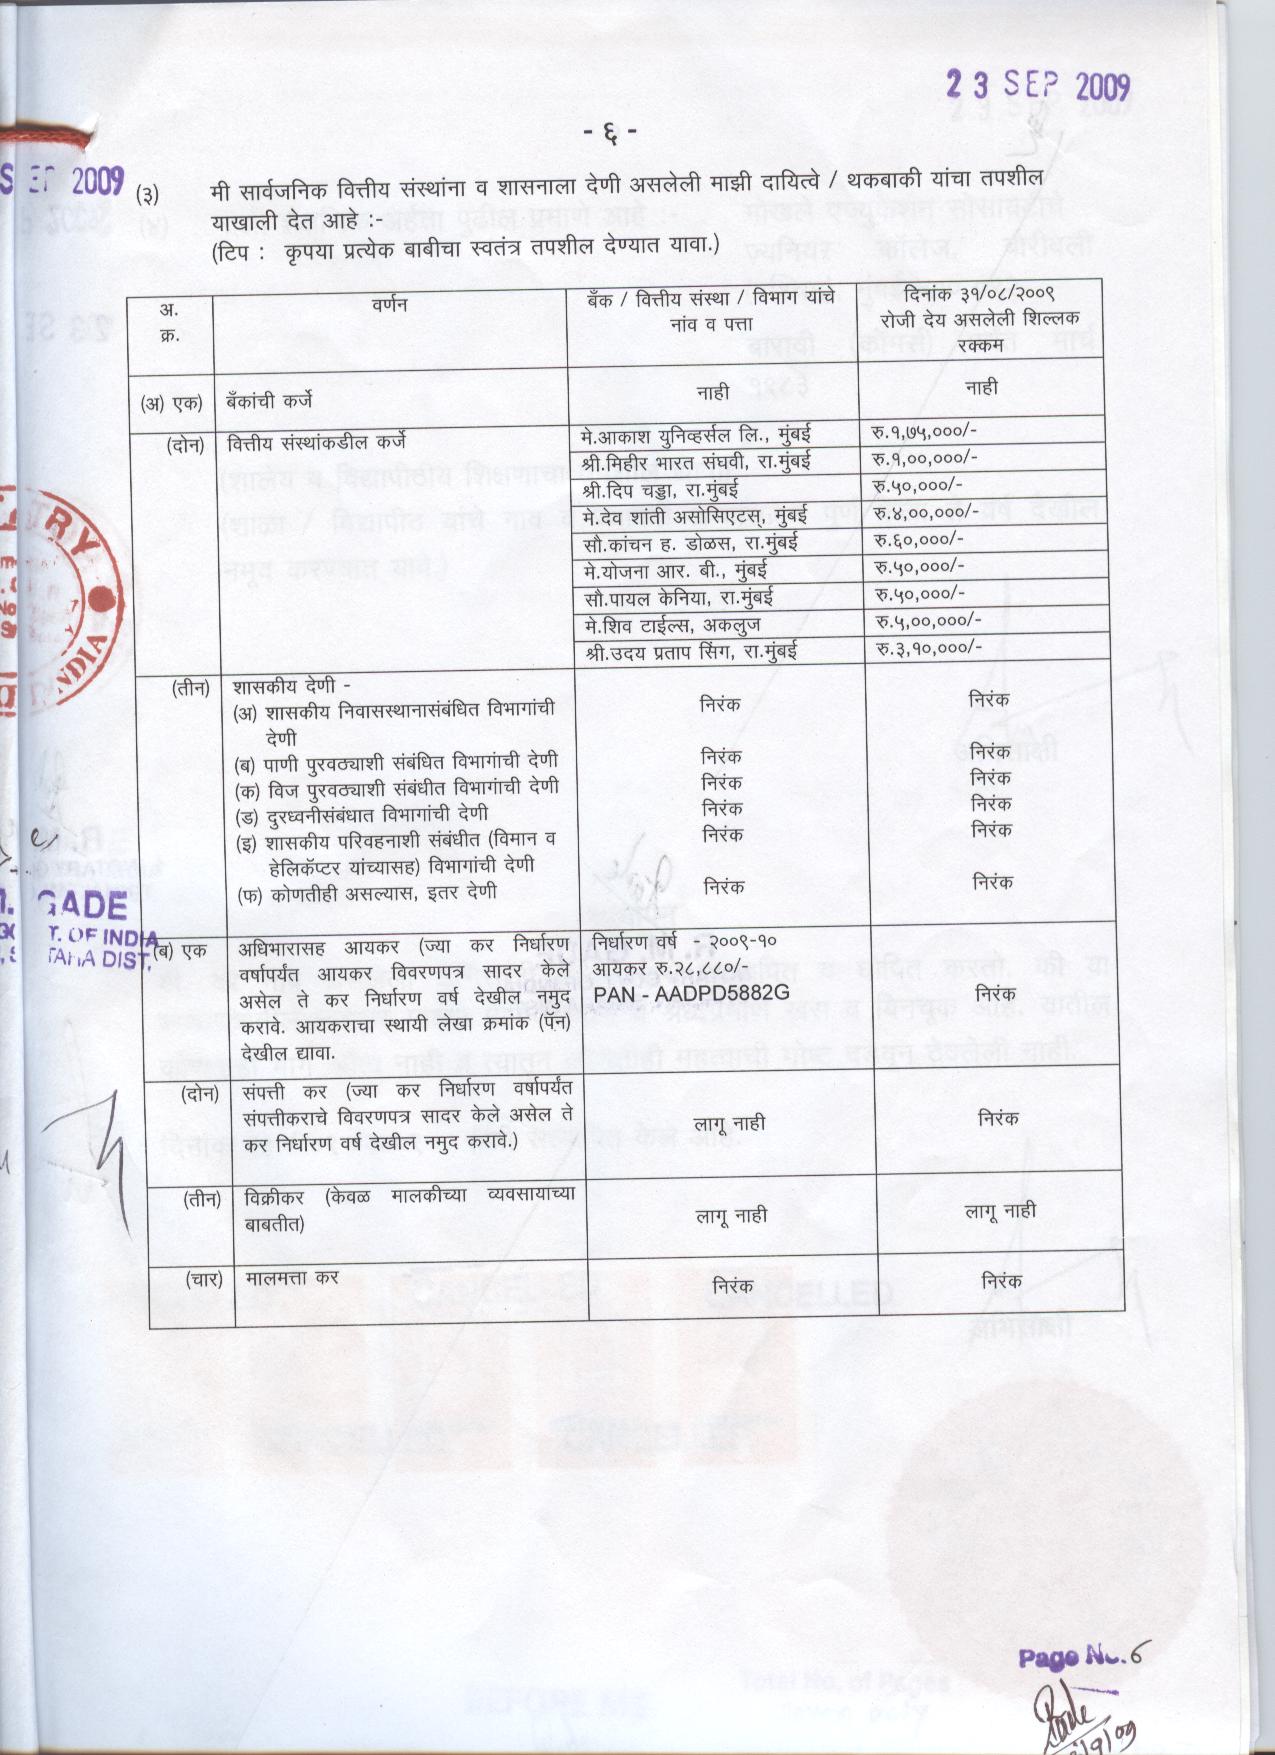 23 SEP 2009
- ६ -
SEP 2009
(३) मी सार्वजनिक वित्तीय संस्थांना व शासनाला देणी असलेली माझी दायित्वे / थकबाकी यांचा तपशील
याखाली देत आहे :-
(टिप : कृपया प्रत्येक बाबीचा स्वतंत्र तपशील देण्यात यावा.)
अ. वर्णन बँक / वित्तीय संस्था / विभाग यांचे दिनांक ३१/०८/२००९
क्र. नांव व पत्ता रोजी देय असलेली शिल्लक
रक्कम
(अ) एक) बँकांची कर्जे नाही नाही
(दोन) वित्तीय संस्थांकडील कर्जे मे.आकाश युनिव्हर्सल लि., मुंबई रु.१,७५,०००/-
श्री.मिहीर भारत संघवी, रा.मुंबई रु.१,००,०००/-
श्री.दिप चड्डा, रा.मुंबई रु.५०,०००/-
मे.देव शांती असोसिएटस्, मुंबई रु.४,००,०००/-
सौ.कांचन ह. डोळस, रा.मुंबई रु.६०,०००/-
मे.योजना आर. बी., मुंबई रु.५०,०००/-
सौ.पायल केनिया, रा.मुंबई रु.५०,०००/-
मे.शिव टाईल्स, अकलुज रु.५,००,०००/-
श्री.उदय प्रताप सिंग, रा.मुंबई रु.३,१०,०००/-
(तीन) शासकीय देणी -
(अ) शासकीय निवासस्थानासंबंधित विभागांची निरंक निरंक
देणी
(ब) पाणी पुरवठ्याशी संबंधित विभागांची देणी निरंक निरंक
(क) विज पुरवठ्याशी संबंधीत विभागांची देणी निरंक निरंक
(ड) दुरध्वनीसंबंधात विभागांची देणी निरंक निरंक
(इ) शासकीय परिवहनाशी संबंधीत (विमान व निरंक निरंक
हेलिकॅप्टर यांच्यासह) विभागांची देणी
(फ) कोणतीही असल्यास, इतर देणी निरंक निरंक
GADE
T. OF INDIA
TARA DIST.
(ब) एक अधिभारासह आयकर (ज्या कर निर्धारण निर्धारण वर्ष - २००९-१०
वर्षापर्यंत आयकर विवरणपत्र सादर केले आयकर रु.२८,८८०/-
असेल ते कर निर्धारण वर्ष देखील नमुद PAN - AADPD5882G निरंक
करावे. आयकराचा स्थायी लेखा क्रमांक (पॅन)
देखील द्यावा.
(दोन) संपत्ती कर (ज्या कर निर्धारण वर्षापर्यंत
संपत्तीकराचे विवरणपत्र सादर केले असेल ते लागू नाही निरंक
कर निर्धारण वर्ष देखील नमुद करावे.)
(तीन) विक्रीकर (केवळ मालकीच्या व्यवसायाच्या लागू नाही लागू नाही
बाबतीत)
(चार) मालमत्ता कर निरंक निरंक
Page No. 6